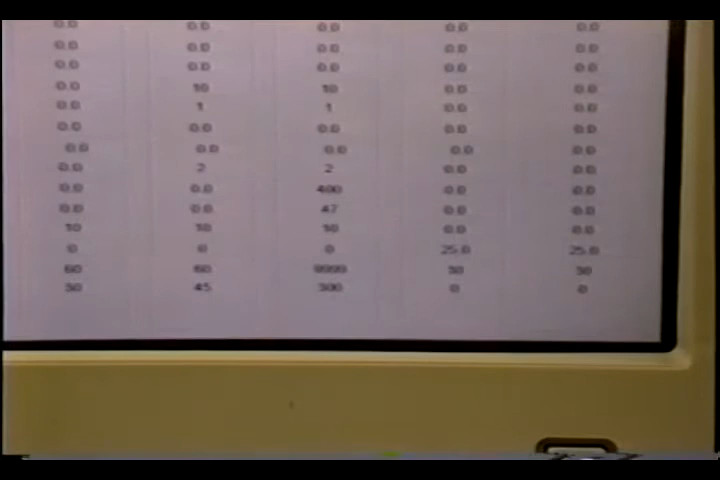 0.0 0.0 0.0 0.0 0.0
0.0 0.0 0.0 0.0 0.0
0.0 0.0 0.0 0.0 0.0
0.0 10 10 0.0 0.0
0.0 1 1 0.0 0.0
0.0 0.0 0.0 0.0 0.0
0.0 0.0 0.0 0.0 0.0
0.0 2 2 0.0 0.0
0.0 0.0 400 0.0 0.0
0.0 0.0 47 0.0 0.0
10 10 10 0.0 0.0
0 0 0 25.0 25.0
60 60 9999 30 30
30 45 300 0 0